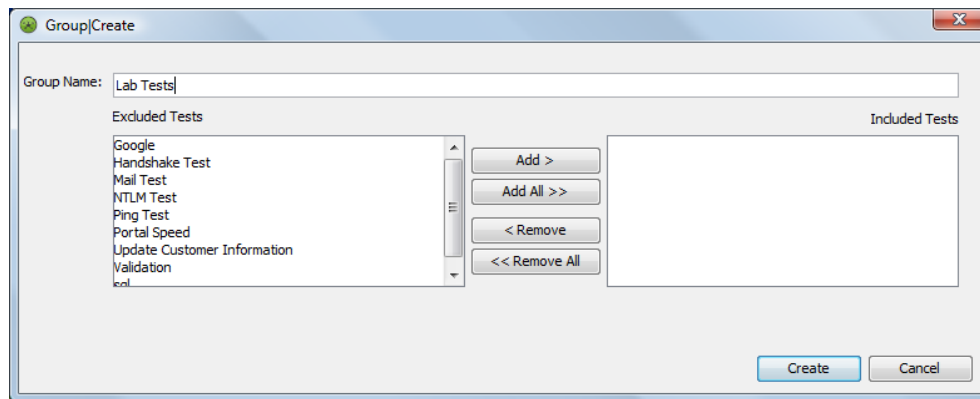 Group|Create
Group Name:
Lab Tests
Excluded Tests
Included Tests
Google
Handshake Test
Mail Test
NTLM Test
Ping Test
Portal Speed
Update Customer Information
Validation
sql
Add >
Add All >>
< Remove
<< Remove All
Create
Cancel